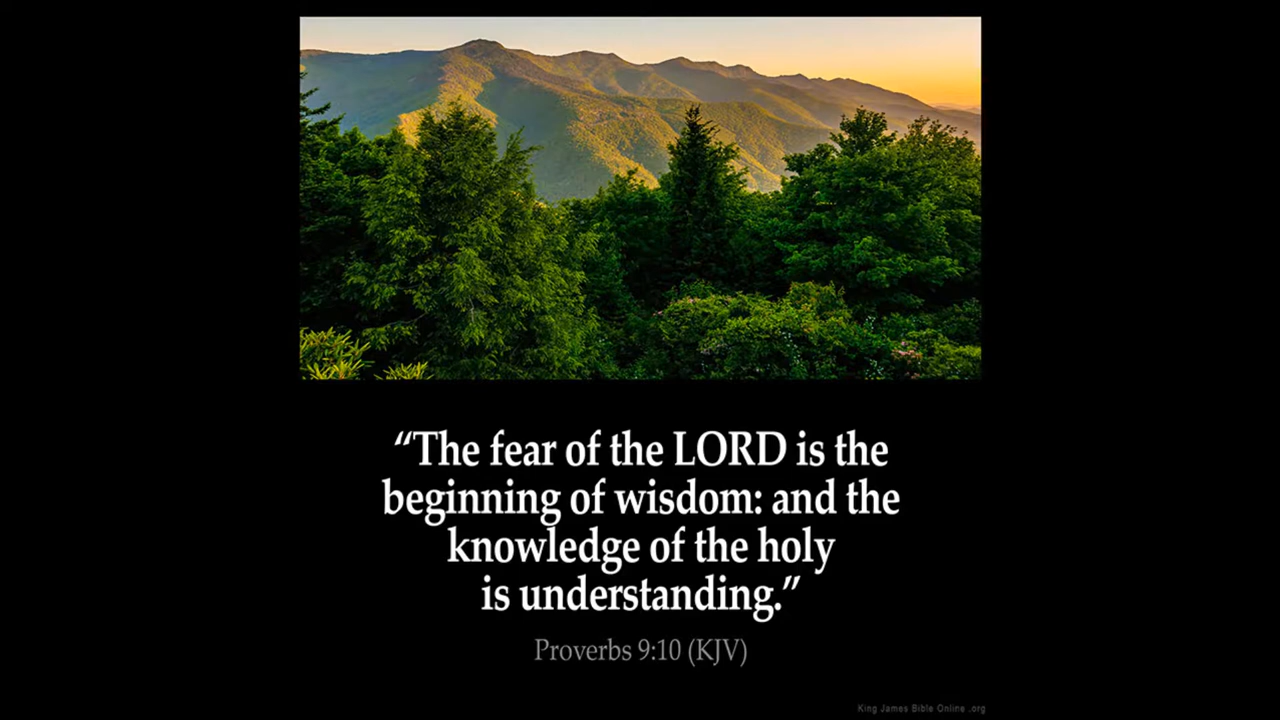 “The fear of the LORD is the
beginning of wisdom: and the
knowledge of the holy
is understanding.”
Proverbs 9:10 (KJV)
King James Bible Online .org